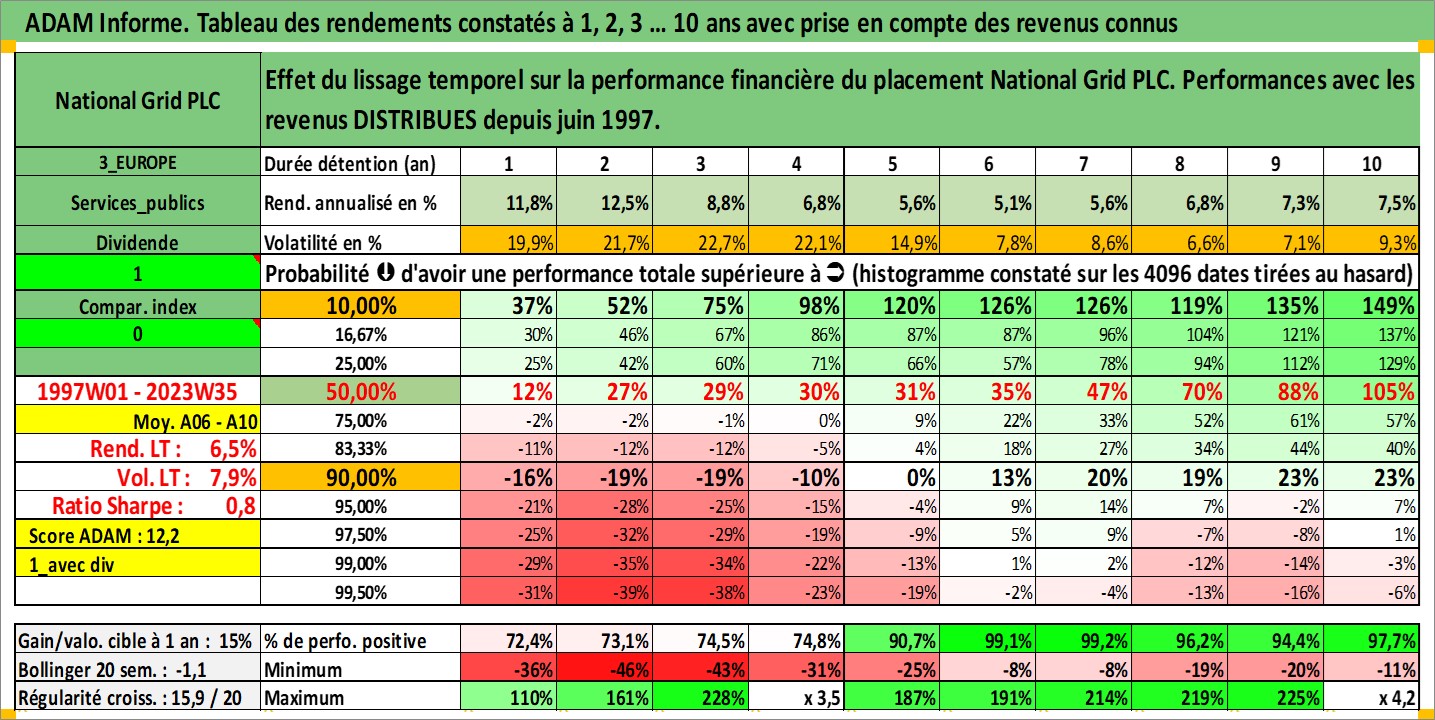 ADAM Informe. Tableau des rendements constatés à 1, 2, 3 ... 10 ans avec prise en compte des revenus connus
National Grid PLC
Effet du lissage temporel sur la performance financière du placement National Grid PLC. Performances avec les
revenus DISTRIBUES depuis juin 1997.
3_EUROPE Durée détention (an) 1 2 3 4 5 6 7 8 9 10
Services_publics Rend. annualisé en % 11,8% 12,5% 8,8% 6,8% 5,6% 5,1% 5,6% 6,8% 7,3% 7,5%
Dividende Volatilité en % 19,9% 21,7% 22,7% 22,1% 14,9% 7,8% 8,6% 6,6% 7,1% 9,3%
1 Probabilité ⬇ d'avoir une performance totale supérieure à ➲ (histogramme constaté sur les 4096 dates tirées au hasard)
Compar. index 10,00% 37% 52% 75% 98% 120% 126% 126% 119% 135% 149%
0 16,67% 30% 46% 67% 86% 87% 87% 96% 104% 121% 137%
25,00% 25% 42% 60% 71% 66% 57% 78% 94% 112% 129%
1997W01 - 2023W35 50,00% 12% 27% 29% 30% 31% 35% 47% 70% 88% 105%
Moy. A06 - A10 75,00% -2% -2% -1% 0% 9% 22% 33% 52% 61% 57%
Rend. LT : 6,5% 83,33% -11% -12% -12% -5% 4% 18% 27% 34% 44% 40%
Vol. LT : 7,9% 90,00% -16% -19% -19% -10% 0% 13% 20% 19% 23% 23%
Ratio Sharpe : 0,8 95,00% -21% -28% -25% -15% -4% 9% 14% 7% -2% 7%
Score ADAM : 12,2 97,50% -25% -32% -29% -19% -9% 5% 9% -7% -8% 1%
1_avec div 99,00% -29% -35% -34% -22% -13% 1% 2% -12% -14% -3%
99,50% -31% -39% -38% -23% -19% -2% -4% -13% -16% -6%
Gain/valo. cible à 1 an : 15% % de perfo. positive 72,4% 73,1% 74,5% 74,8% 90,7% 99,1% 99,2% 96,2% 94,4% 97,7%
Bollinger 20 sem. : -1,1 Minimum -36% -46% -43% -31% -25% -8% -8% -19% -20% -11%
Régularité croiss. : 15,9 / 20 Maximum 110% 161% 228% x 3,5 187% 191% 214% 219% 225% x 4,2